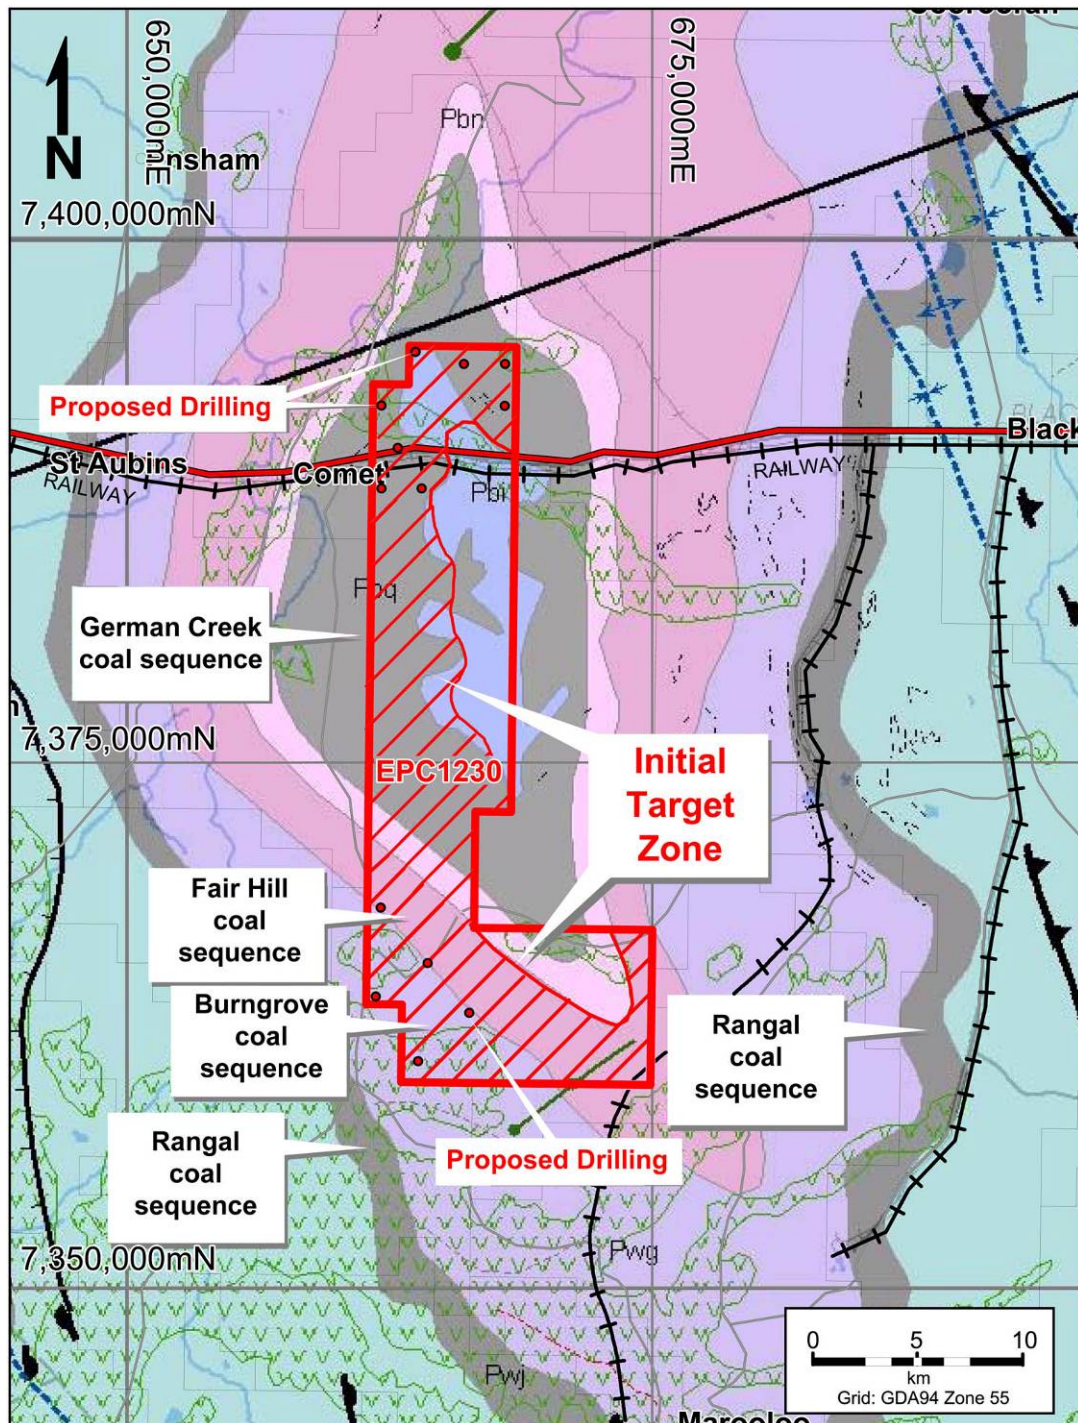 650,000mE
675,000mE
N
nsham
Pbn
7,400,000mN
Proposed Drilling
Black
St Aubins
Comet
RAILWAY
RAILWAY
German Creek
coal sequence
7,375,000mN
EPC1230
Initial
Target
Zone
Fair Hill
coal
sequence
Burngrove
coal
sequence
Rangal
coal
sequence
Rangal
coal
sequence
Proposed Drilling
7,350,000mN
Pwg
Pwj
0 5 10
km
Grid: GDA94 Zone 55